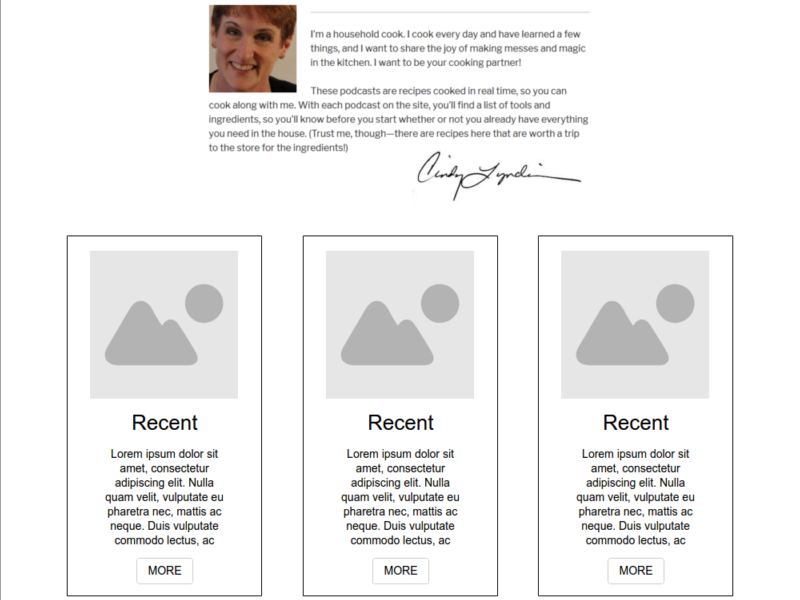 I'm a household cook. I cook every day and have learned a few
things, and I want to share the joy of making messes and magic
in the kitchen. I want to be your cooking partner!
These podcasts are recipes cooked in real time, so you can
cook along with me. With each podcast on the site, you'll find a list of tools and
ingredients, so you'll know before you start whether or not you already have everything
you need in the house. (Trust me, though—there are recipes here that are worth a trip
to the store for the ingredients!)
Recent
Lorem ipsum dolor sit
amet, consectetur
adipiscing elit. Nulla
quam velit, vulputate eu
pharetra nec, mattis ac
neque. Duis vulputate
commodo lectus, ac
MORE
Recent
Lorem ipsum dolor sit
amet, consectetur
adipiscing elit. Nulla
quam velit, vulputate eu
pharetra nec, mattis ac
neque. Duis vulputate
commodo lectus, ac
MORE
Recent
Lorem ipsum dolor sit
amet, consectetur
adipiscing elit. Nulla
quam velit, vulputate eu
pharetra nec, mattis ac
neque. Duis vulputate
commodo lectus, ac
MORE